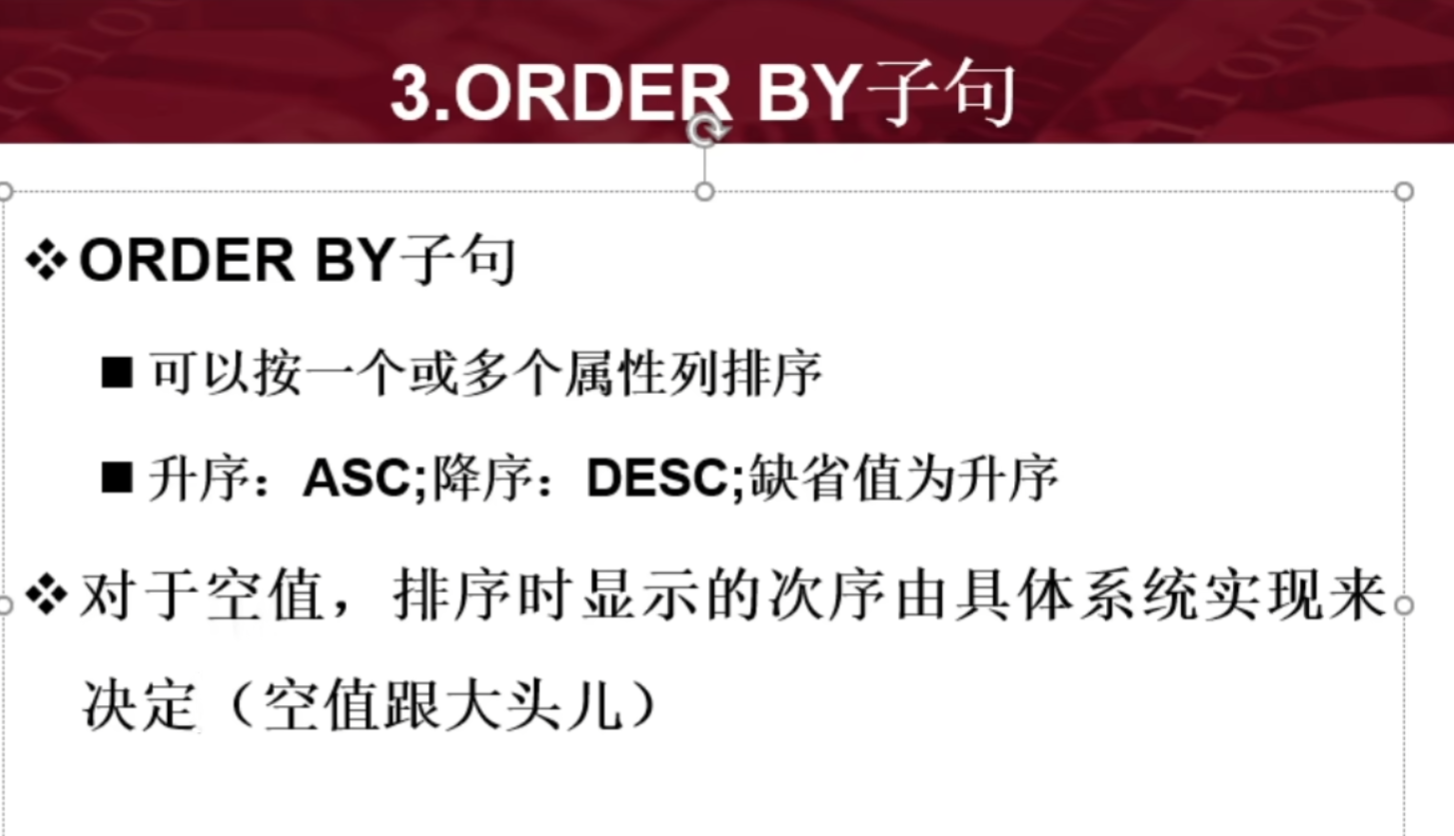 3.ORDER BY子句
❖ORDER BY子句
■ 可以按一个或多个属性列排序
■ 升序：ASC;降序：DESC;缺省值为升序
❖对于空值，排序时显示的次序由具体系统实现来
决定（空值跟大头儿）